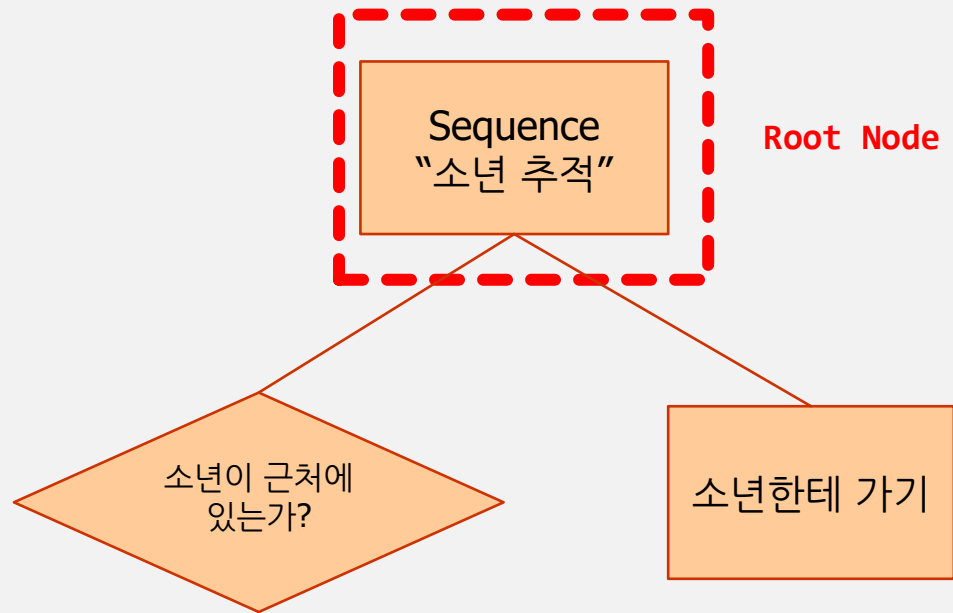 Sequence
“소년 추적”
Root Node
소년이 근처에
있는가?
소년한테 가기